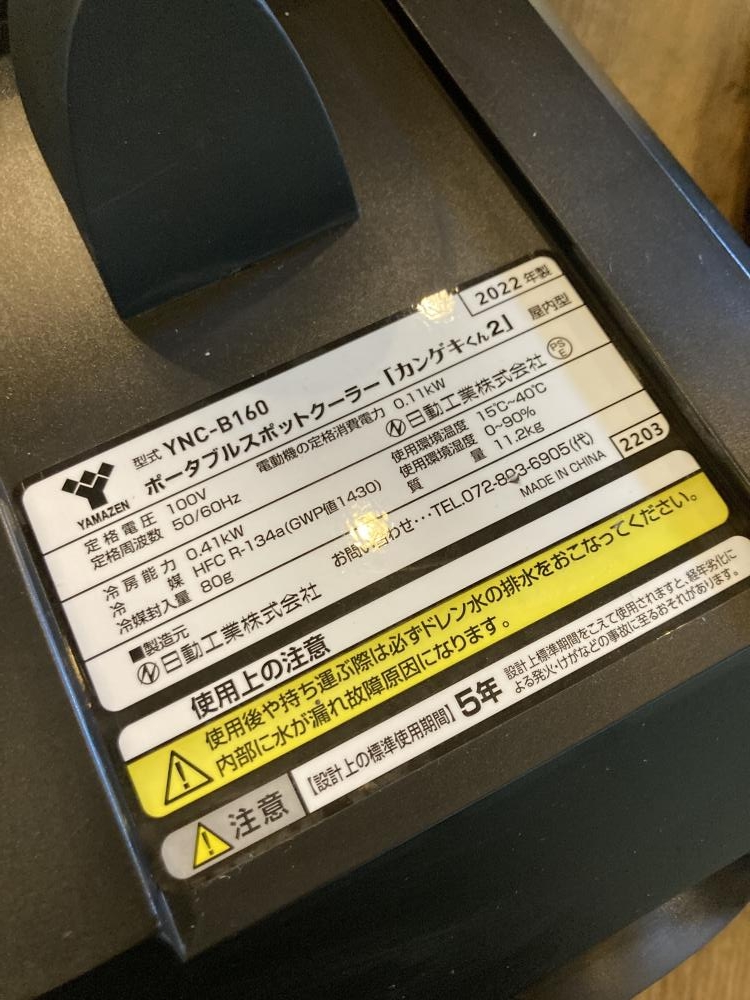 2022年製
YAMAZEN
型式 YNC-B160
屋内型
ポータブルスポットクーラー「カンゲキくん2」
定格電圧 100V
定格周波数 50/60Hz
電動機の定格消費電力 0.11kW
日動工業株式会社
PS
E
冷房能力 0.41kW
冷媒 HFC R-134a(GWP値1430)
冷媒封入量 80g
使用環境温度 15℃~40℃
使用環境湿度 0~90%
質量 11.2kg
■製造元
日動工業株式会社
お問い合わせ…TEL.072-893-6905(代)
MADE IN CHINA
2203
使用上の注意
使用後や持ち運ぶ際は必ずドレン水の排水をおこなってください。
内部に水が漏れ故障原因になります。
注意
【設計上の標準使用期間】5年
設計上標準期間をこえて使用されますと、経年劣化に
よる発火・けがなどの事故に至るおそれがあります。